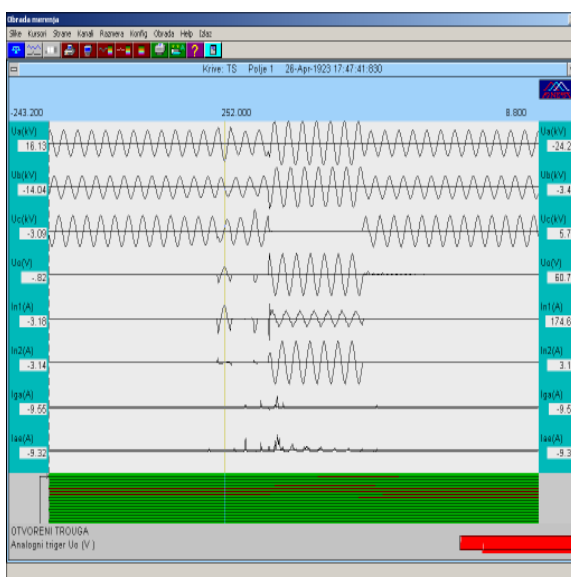 Obrada merenja
Slike Kursori Strane Kanali Razmera Konfig Obrada Help Izlaz
Krive: TS Polje 1 26-Apr-1923 17:47:41:830
-243.200 252.000 8.800
Ua(kV) Ua(kV)
16.13 -24.2
Ub(kV) Ub(kV)
-14.04 -3.4
Uc(kV) Uc(kV)
-3.09 5.7
Uo(V) Uo(V)
-.82 60.7
In1(A) In1(A)
-3.18 174.6
In2(A) In2(A)
-3.14 3.1
Iga(A) Iga(A)
-9.55 -9.5
Iae(A) Iae(A)
-9.32 -9.3
OTVORENI TROUGA
Analogni triger Uo (V )